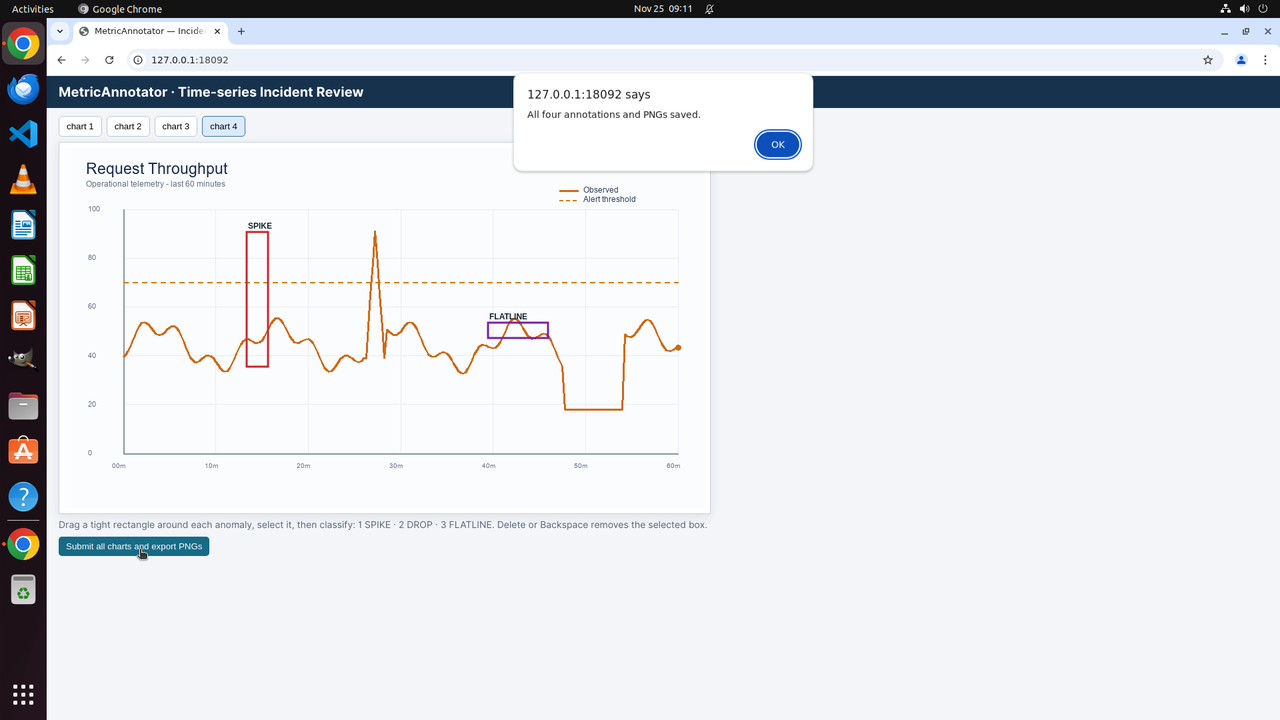 Activities
Google Chrome
Nov 25 09:11
MetricAnnotator — Incide
127.0.0.1:18092
MetricAnnotator · Time-series Incident Review
127.0.0.1:18092 says
All four annotations and PNGs saved.
OK
chart 1
chart 2
chart 3
chart 4
Request Throughput
Operational telemetry - last 60 minutes
Observed
Alert threshold
100
80
60
40
20
0
SPIKE
FLATLINE
00m
10m
20m
30m
40m
50m
60m
Drag a tight rectangle around each anomaly, select it, then classify: 1 SPIKE · 2 DROP · 3 FLATLINE. Delete or Backspace removes the selected box.
Submit all charts and export PNGs